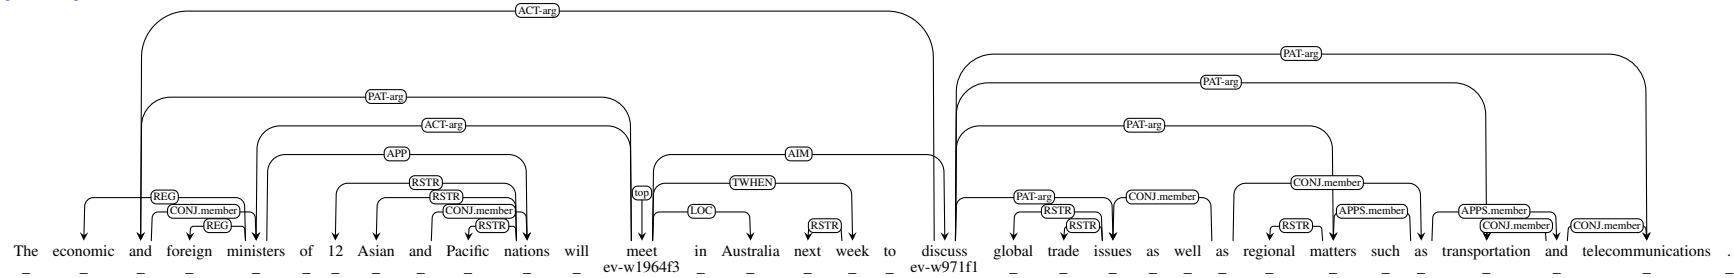 ACT-arg
PAT-arg
PAT-arg
PAT-arg
ACT-arg PAT-arg
APP AIM
RSTR TWHEN CONJ.member
REG RSTR top PAT-arg CONJ.member
CONJ.member CONJ.member LOC RSTR APPS.member APPS.member
REG RSTR RSTR RSTR RSTR CONJ.member CONJ.member
The economic and foreign ministers of 12 Asian and Pacific nations will meet in Australia next week to discuss global trade issues as well as regional matters such as transportation and telecommunications .
_ _ _ _ _ _ _ _ _ _ _ _ ev-w1964f3 _ _ _ _ _ ev-w971f1 _ _ _ _ _ _ _ _ _ _ _ _ _ _